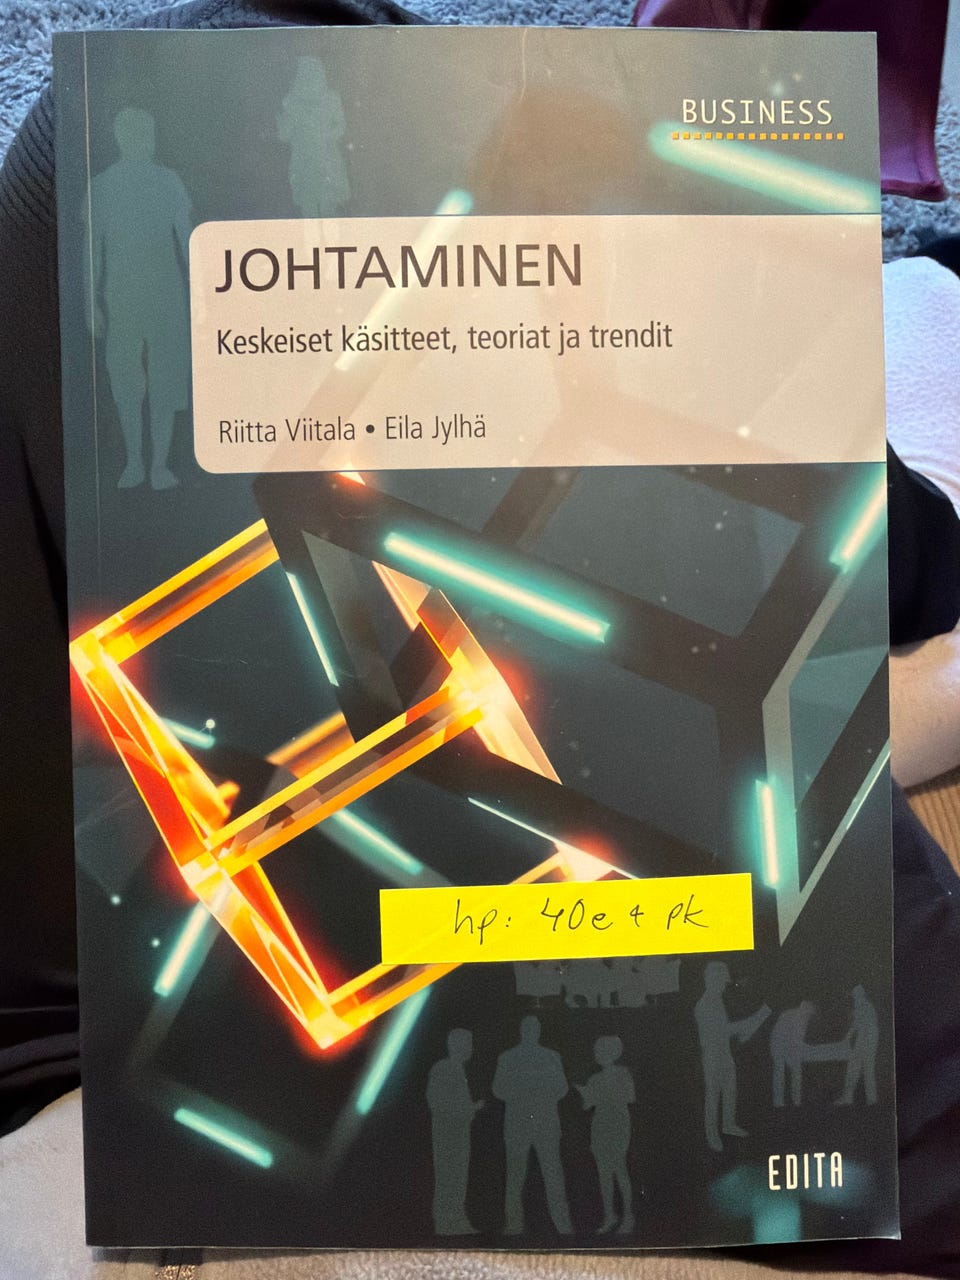 BUSINESS
JOHTAMINEN
Keskeiset käsitteet, teoriat ja trendit
Riitta Viitala • Eila Jylhä
hp: 40e + pk
EDITA